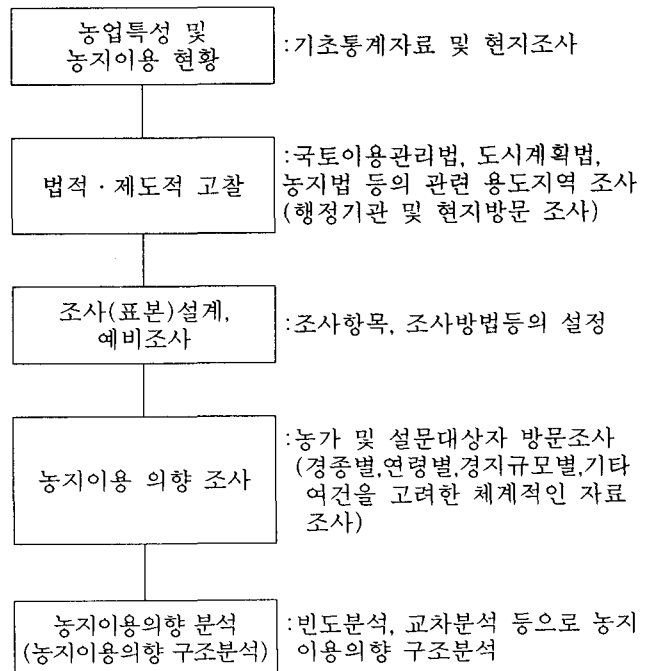 농업특성 및
농지이용 현황
:기초통계자료 및 현지조사
법적·제도적 고찰
:국토이용관리법, 도시계획법,
농지법 등의 관련 용도지역 조사
(행정기관 및 현지방문 조사)
조사(표본)설계,
예비조사
:조사항목, 조사방법등의 설정
농지이용 의향 조사
:농가 및 설문대상자 방문조사
(경종별,연령별,경지규모별,기타
여건을 고려한 체계적인 자료
조사)
농지이용의향 분석
(농지이용의향 구조분석)
:빈도분석, 교차분석 등으로 농지
이용의향 구조분석